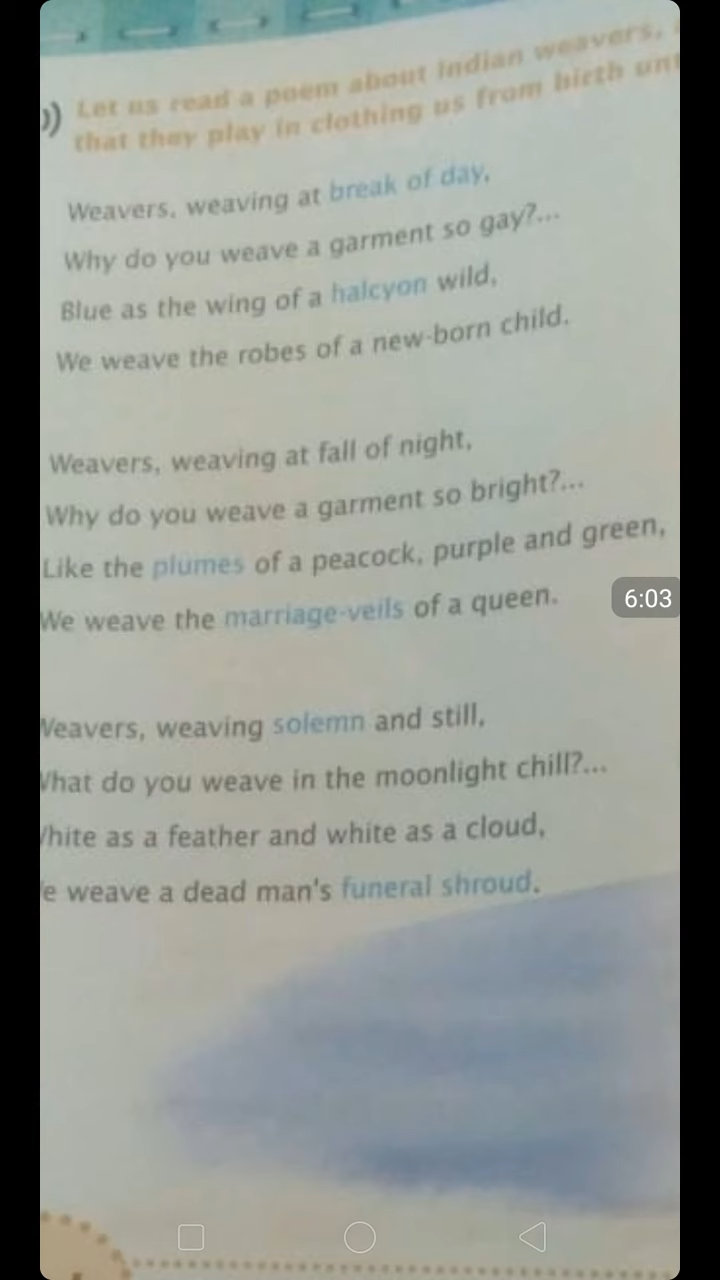 Let us read a poem about Indian weavers,
that they play in clothing us from birth
Weavers, weaving at break of day,
Why do you weave a garment so gay?...
Blue as the wing of a halcyon wild,
We weave the robes of a new-born child.
Weavers, weaving at fall of night,
Why do you weave a garment so bright?...
Like the plumes of a peacock, purple and green,
We weave the marriage-veils of a queen.
6:03
Weavers, weaving solemn and still,
What do you weave in the moonlight chill?...
White as a feather and white as a cloud,
We weave a dead man's funeral shroud.